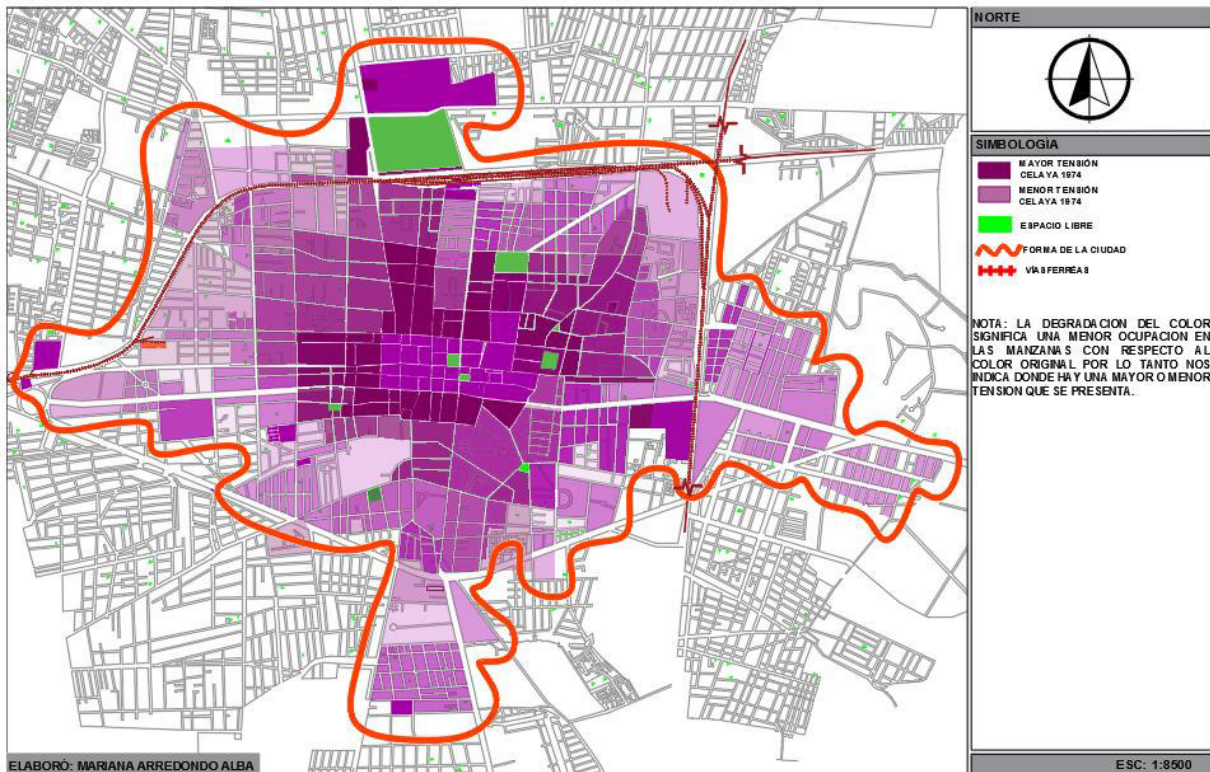 NORTE
SIMBOLOGÍA
MAYOR TENSIÓN
CELAYA 1974
MENOR TENSIÓN
CELAYA 1974
ESPACIO LIBRE
FORMA DE LA CIUDAD
VÍAS FERRÉAS
NOTA: LA DEGRADACION DEL COLOR
SIGNIFICA UNA MENOR OCUPACION EN
LAS MANZANAS CON RESPECTO AL
COLOR ORIGINAL POR LO TANTO NOS
INDICA DONDE HAY UNA MAYOR O MENOR
TENSION QUE SE PRESENTA.
ELABORÓ: MARIANA ARREDONDO ALBA
ESC: 1:8500